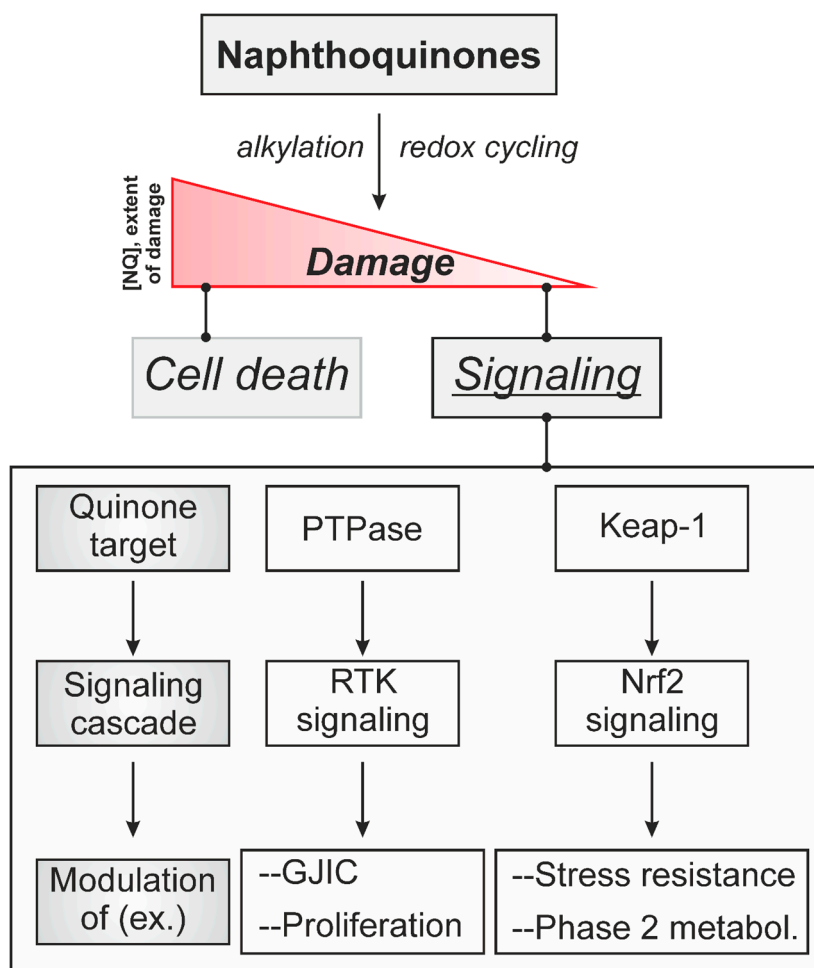 Naphthoquinones
alkylation redox cycling
[NQ], extent
of damage
Damage
Cell death
Signaling
Quinone
target
PTPase
Keap-1
Signaling
cascade
RTK
signaling
Nrf2
signaling
Modulation
of (ex.)
--GJIC
--Proliferation
--Stress resistance
--Phase 2 metabol.